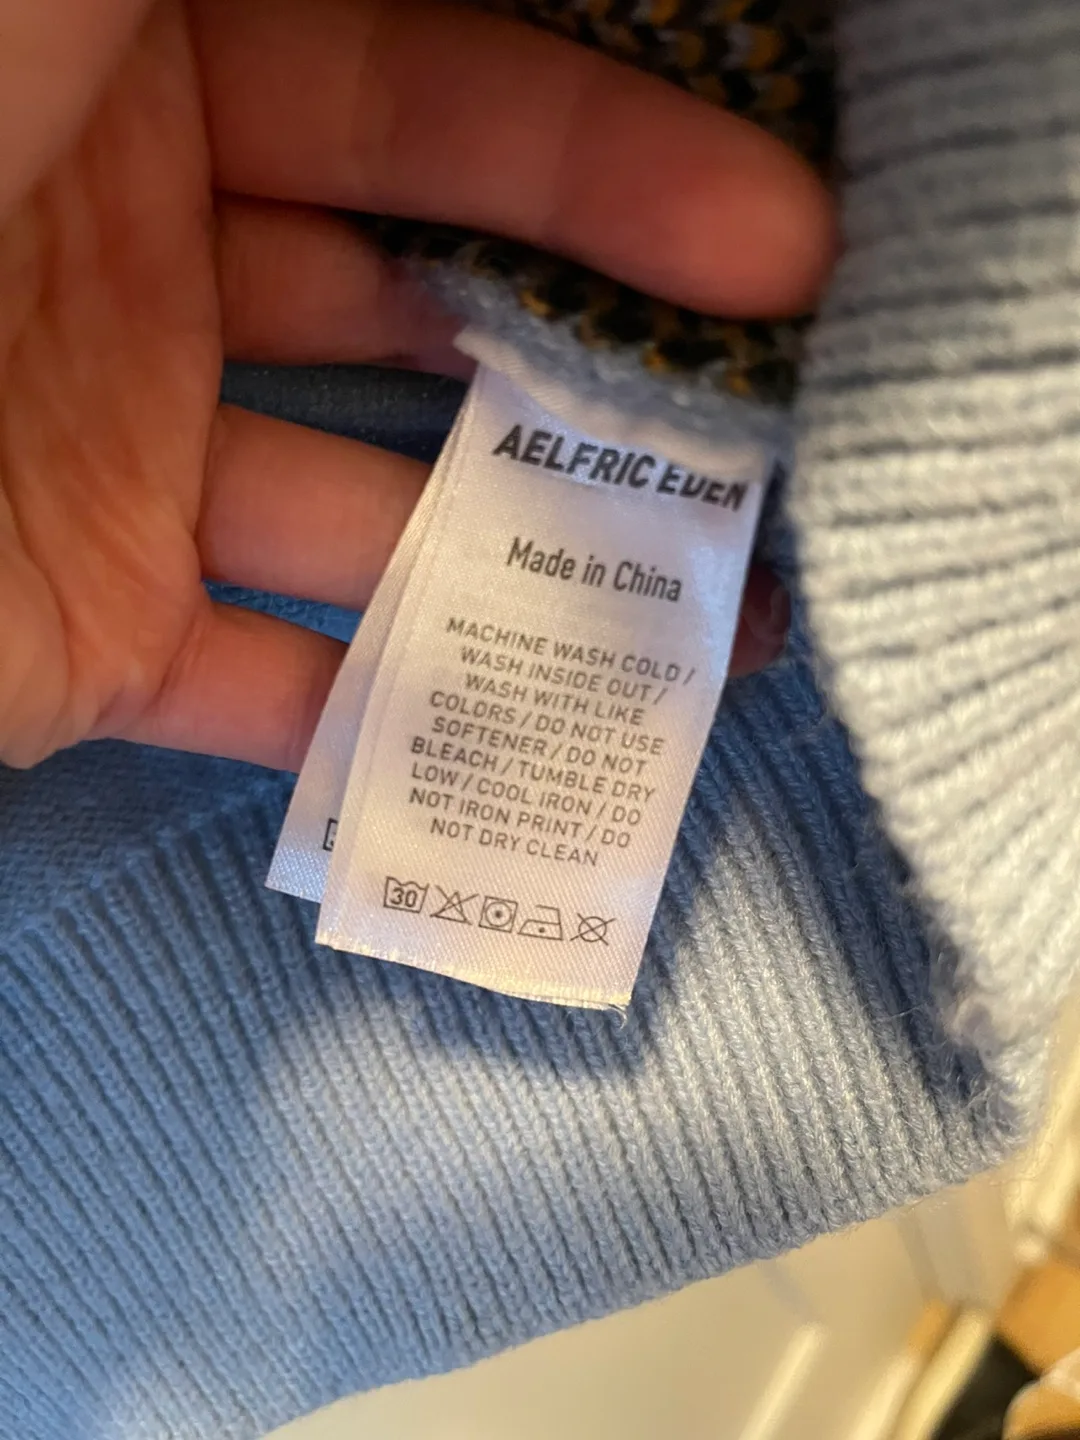 AELFRIC EDEN
Made in China
MACHINE WASH COLD /
WASH INSIDE OUT /
WASH WITH LIKE
COLORS / DO NOT USE
SOFTENER / DO NOT
BLEACH / TUMBLE DRY
LOW / COOL IRON / DO
NOT IRON PRINT / DO
NOT DRY CLEAN
30